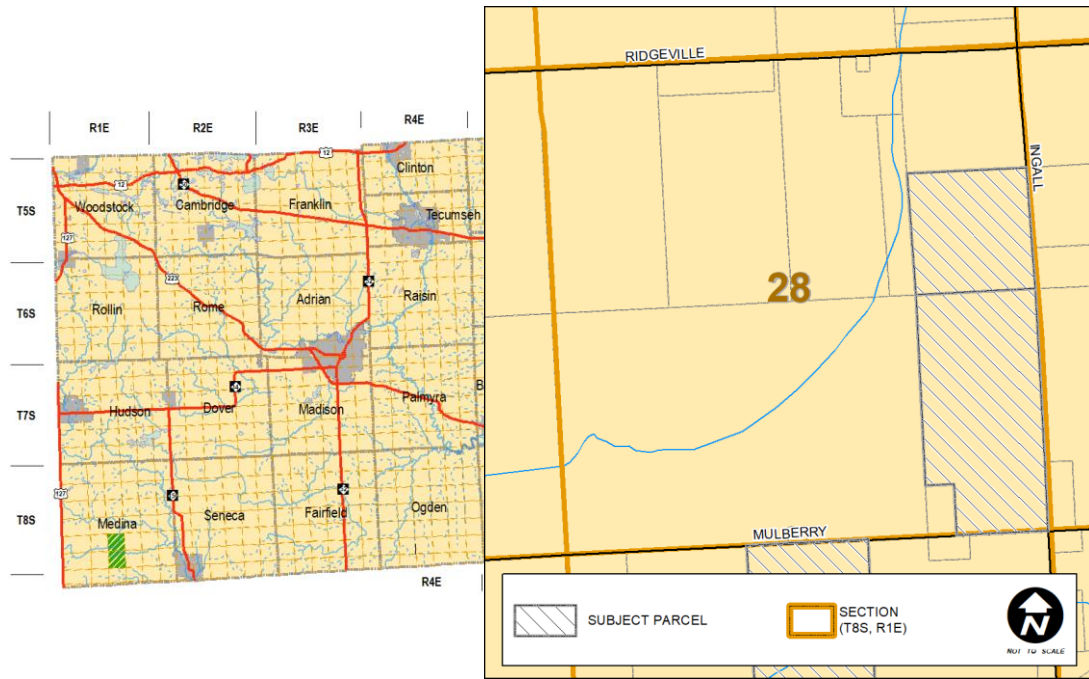 R1E
R2E
R3E
R4E
T5S
T6S
T7S
T8S
12
12
Clinton
Woodstock
Cambridge
Franklin
Tecumseh
127
223
Rollin
Rome
Adrian
Raisin
Hudson
Dover
Madison
Palmyra
B
127
Medina
Seneca
Fairfield
Ogden
R4E
RIDGEVILLE
INGALL
28
MULBERRY
SUBJECT PARCEL
SECTION
(T8S, R1E)
N
NOT TO SCALE